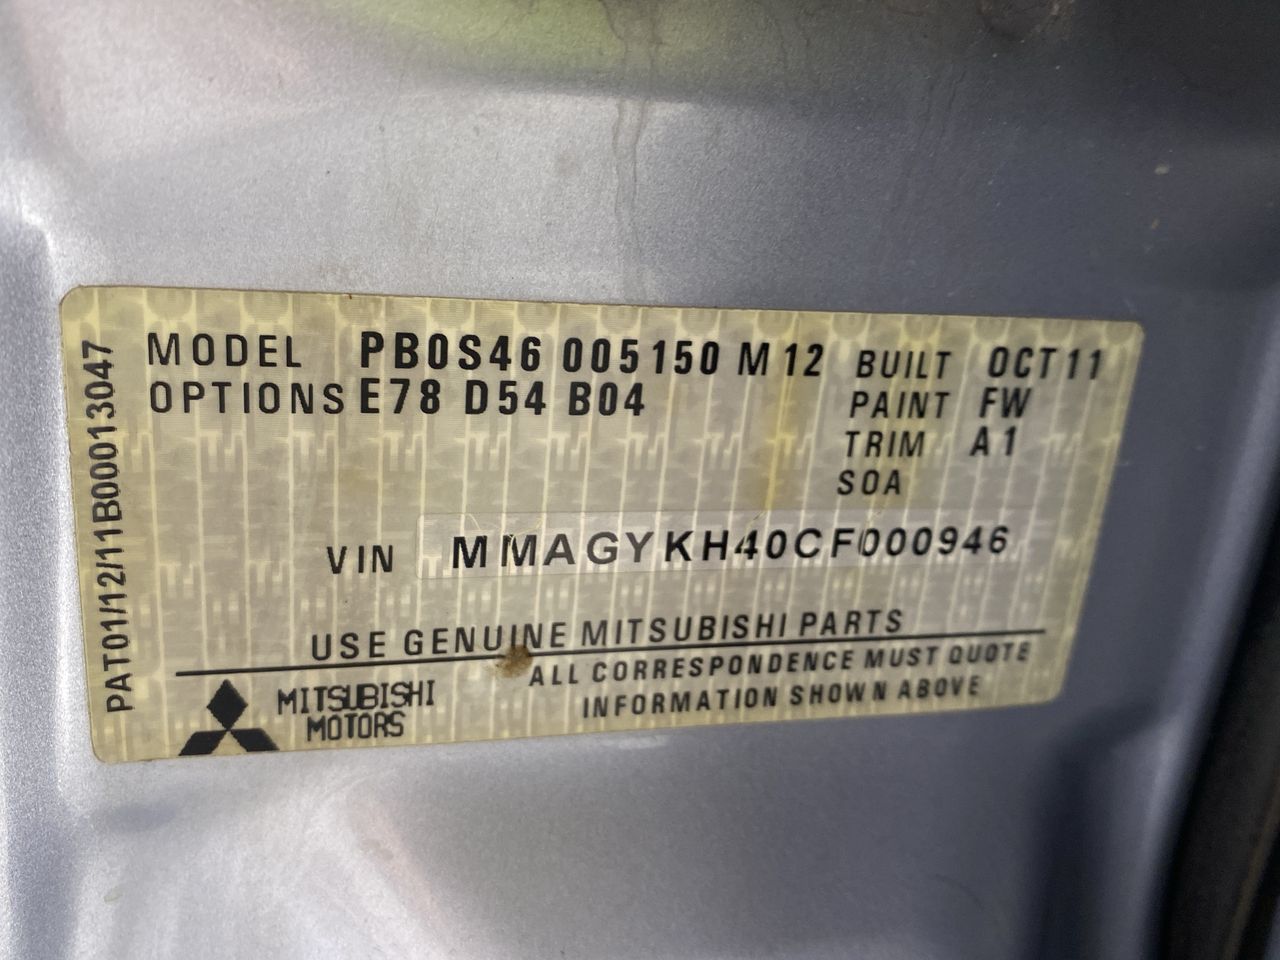 PAT01/12/11B00013047
MODEL PB0S46 005150 M12 BUILT OCT11
OPTIONS E78 D54 B04 PAINT FW
TRIM A1
SOA
VIN MMAGYKH40CF000946
USE GENUINE MITSUBISHI PARTS
ALL CORRESPONDENCE MUST QUOTE
INFORMATION SHOWN ABOVE
MITSUBISHI
MOTORS